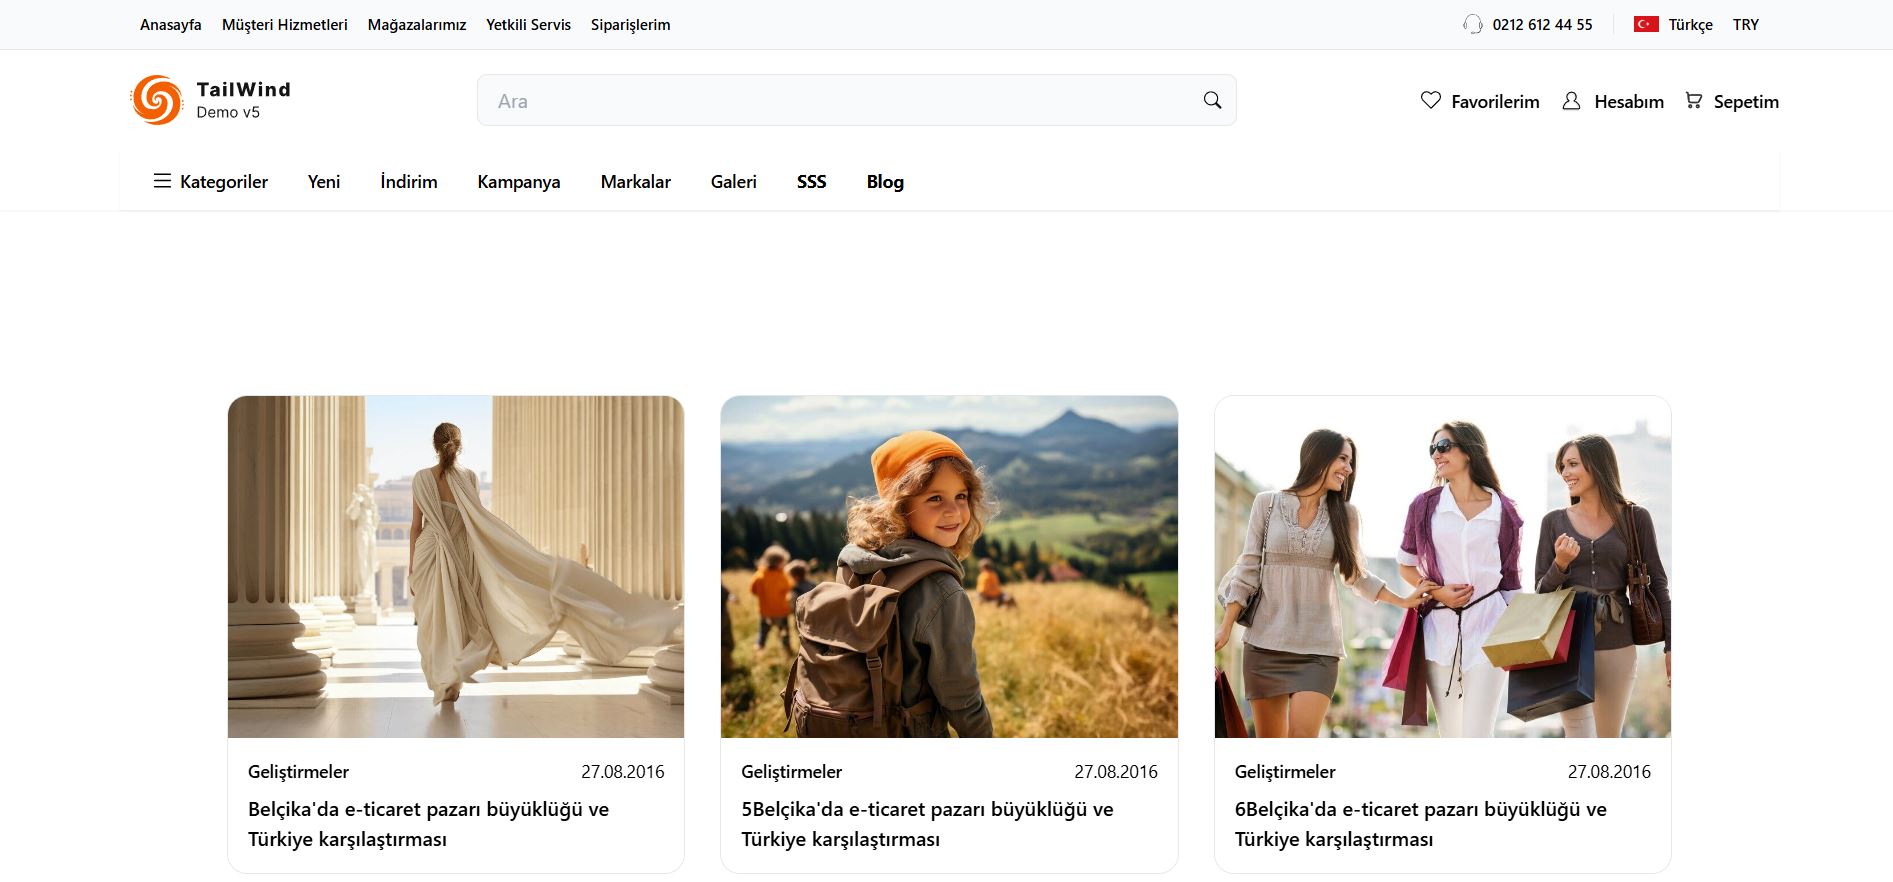 Anasayfa Müşteri Hizmetleri Mağazalarımız Yetkili Servis Siparişlerim 0212 612 44 55 Türkçe TRY
TailWind
Demo v5
Ara
Favorilerim Hesabım Sepetim
Kategoriler Yeni İndirim Kampanya Markalar Galeri SSS Blog
Geliştirmeler 27.08.2016
Belçika'da e-ticaret pazarı büyüklüğü ve
Türkiye karşılaştırması
Geliştirmeler 27.08.2016
5Belçika'da e-ticaret pazarı büyüklüğü ve
Türkiye karşılaştırması
Geliştirmeler 27.08.2016
6Belçika'da e-ticaret pazarı büyüklüğü ve
Türkiye karşılaştırması